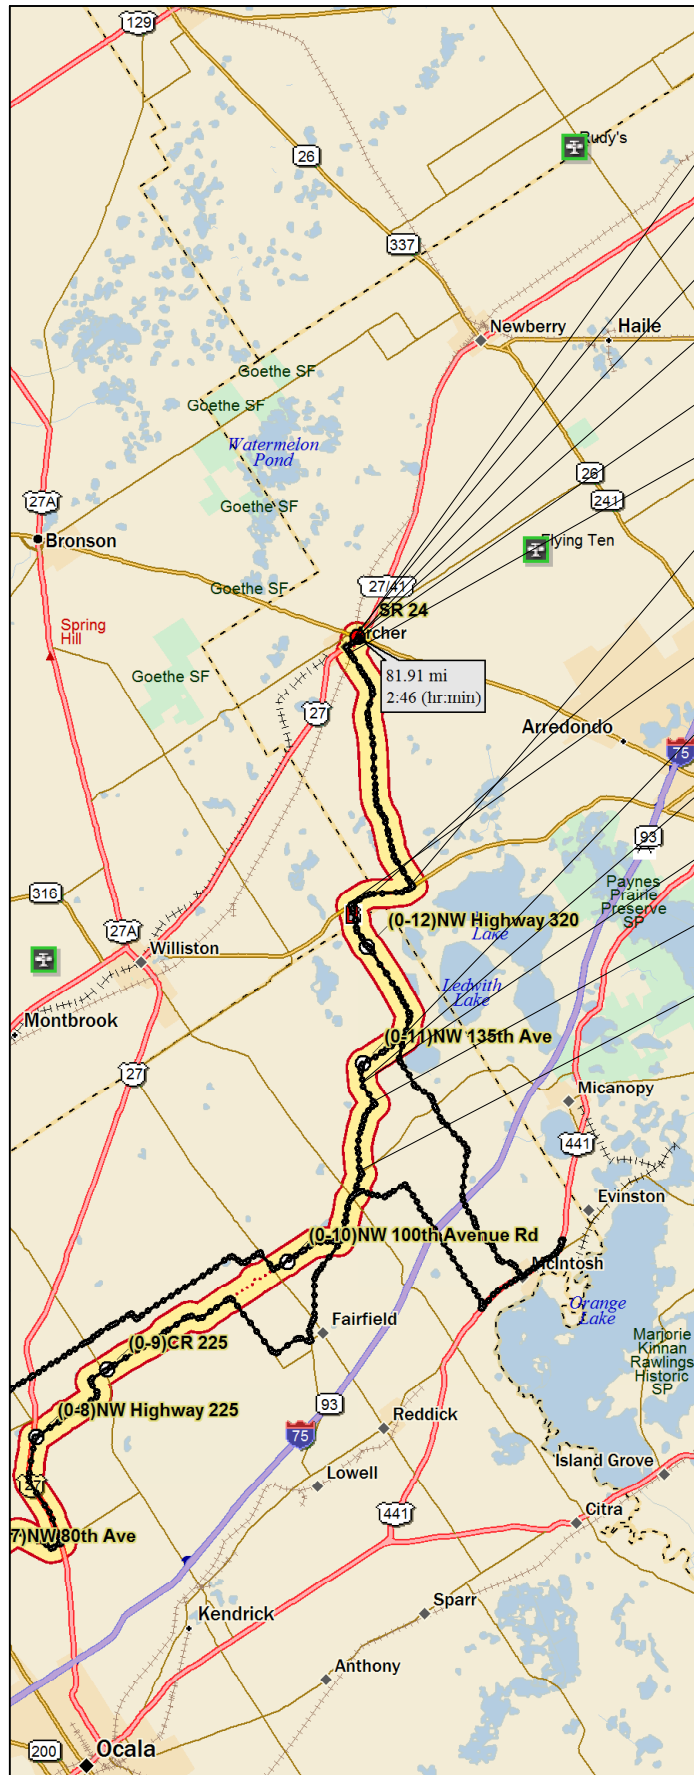 129
Rudy's
26
337
Newberry
Haile
Goethe SF
Goethe SF
Watermelon
Pond
26
27A
Goethe SF
241
Bronson
Flying Ten
Goethe SF
27/41
SR 24
Archer
Spring
Hill
Goethe SF
81.91 mi
2:46 (hr:min)
27
Arredondo
75
93
316
Paynes
Prairie
Preserve
SP
27A
(0-12)NW Highway 320
Lake
Williston
Ledwith
Lake
Montbrook
(0-11)NW 135th Ave
27
Micanopy
441
Evinston
(0-10)NW 100th Avenue Rd
McIntosh
Orange
Lake
Fairfield
(0-9)CR 225
Marjorie
Kinnan
Rawlings
Historic
SP
93
(0-8)NW Highway 225
Reddick
75
Island Grove
Lowell
27
441
Citra
7)NW 80th Ave
Sparr
Kendrick
Anthony
200
Ocala